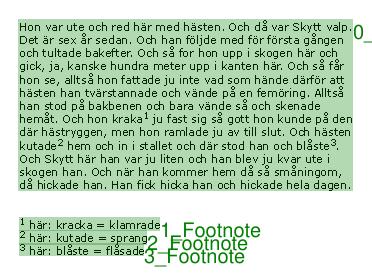 Hon var ute och red här med hästen. Och då var Skytt valp.
Det är sex år sedan. Och han följde med för första gången
och tultade bakefter. Och så for hon upp i skogen här och
gick, ja, kanske hundra meter upp i kanten här. Och så får
hon se, alltså hon fattade ju inte vad som hände därför att
hästen han tvärstannade och vände på en femöring. Alltså
han stod på bakbenen och bara vände så och skenade
hemåt. Och hon kraka¹ ju fast sig så gott hon kunde på den
där hästryggen, men hon ramlade ju av till slut. Och hästen
kutade² hem och in i stallet och där stod han och blåste³.
Och Skytt här han var ju liten och han blev ju kvar ute i
skogen han. Och när han kommer hem då så småningom,
då hickade han. Han fick hicka han och hickade hela dagen.
0_
¹ här: kracka = klamrade
1_Footnote
² här: kutade = sprang
2_Footnote
³ här: blåste = flåsade
3_Footnote